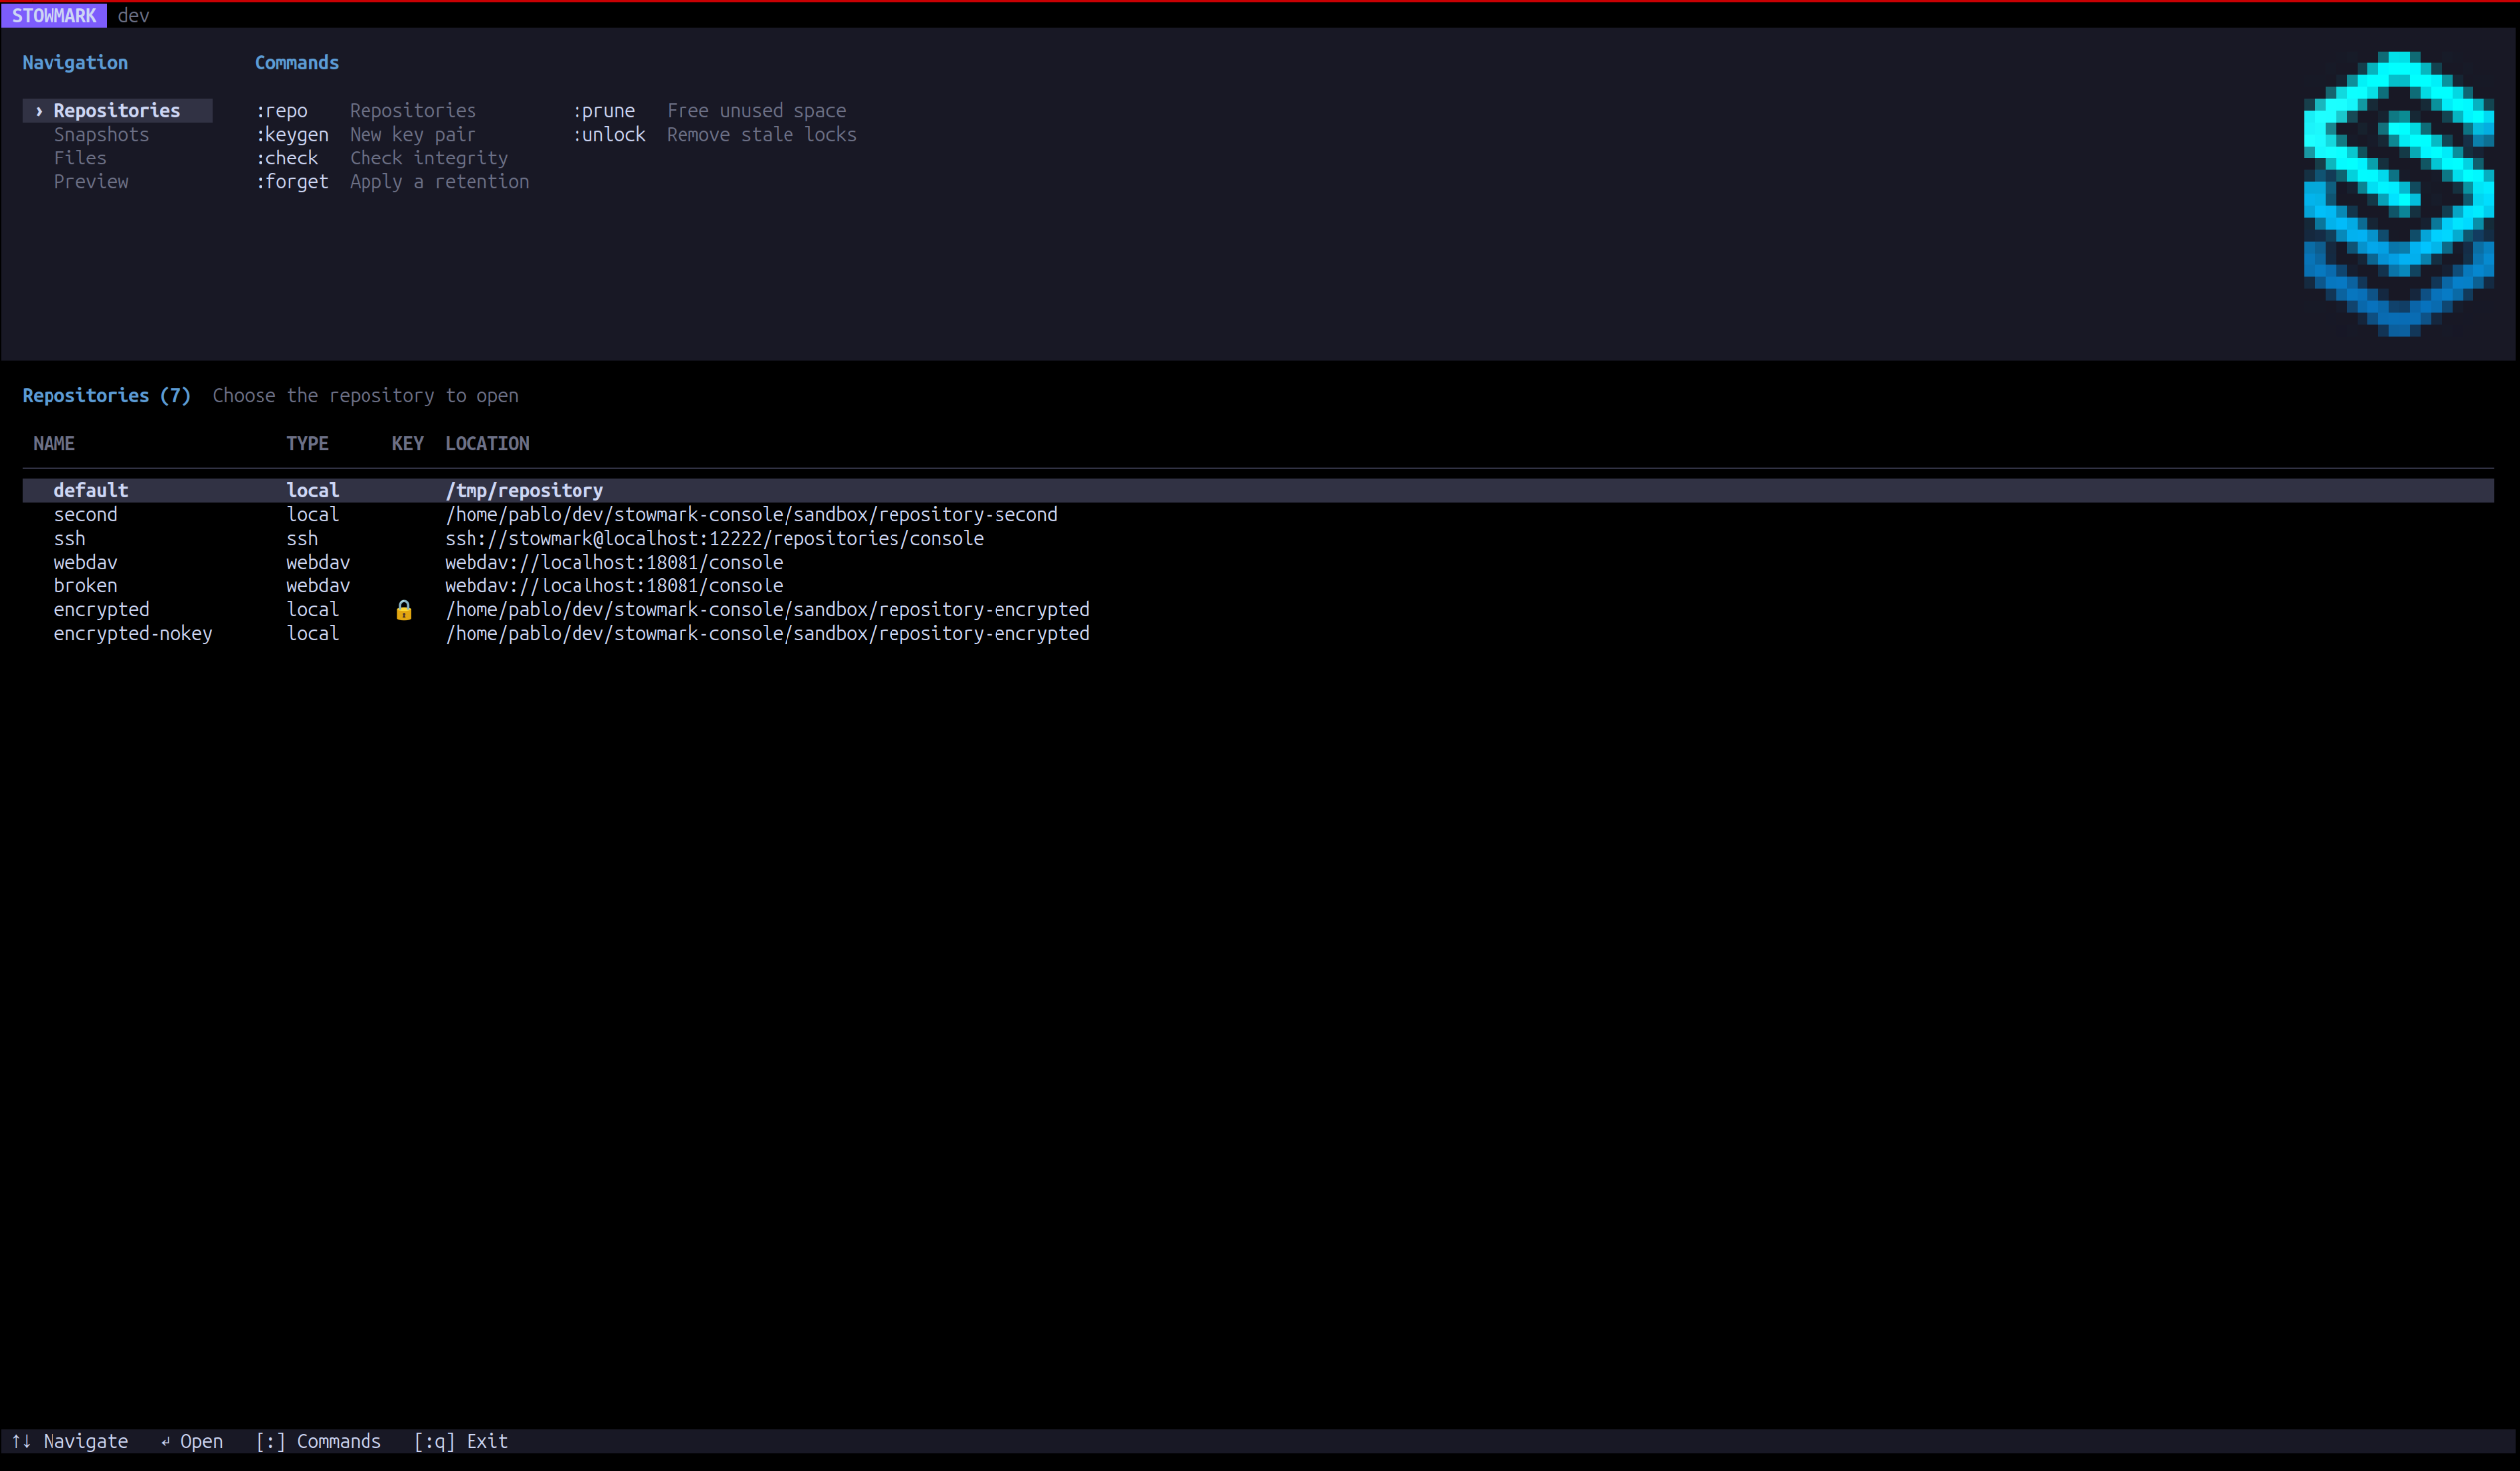 STOWMARK dev
Navigation Commands
› Repositories :repo Repositories :prune Free unused space
Snapshots :keygen New key pair :unlock Remove stale locks
Files :check Check integrity
Preview :forget Apply a retention
Repositories (7) Choose the repository to open
NAME TYPE KEY LOCATION
default local /tmp/repository
second local /home/pablo/dev/stowmark-console/sandbox/repository-second
ssh ssh ssh://stowmark@localhost:12222/repositories/console
webdav webdav webdav://localhost:18081/console
broken webdav webdav://localhost:18081/console
encrypted local 🔒 /home/pablo/dev/stowmark-console/sandbox/repository-encrypted
encrypted-nokey local /home/pablo/dev/stowmark-console/sandbox/repository-encrypted
↑↓ Navigate ↲ Open [:] Commands [:q] Exit